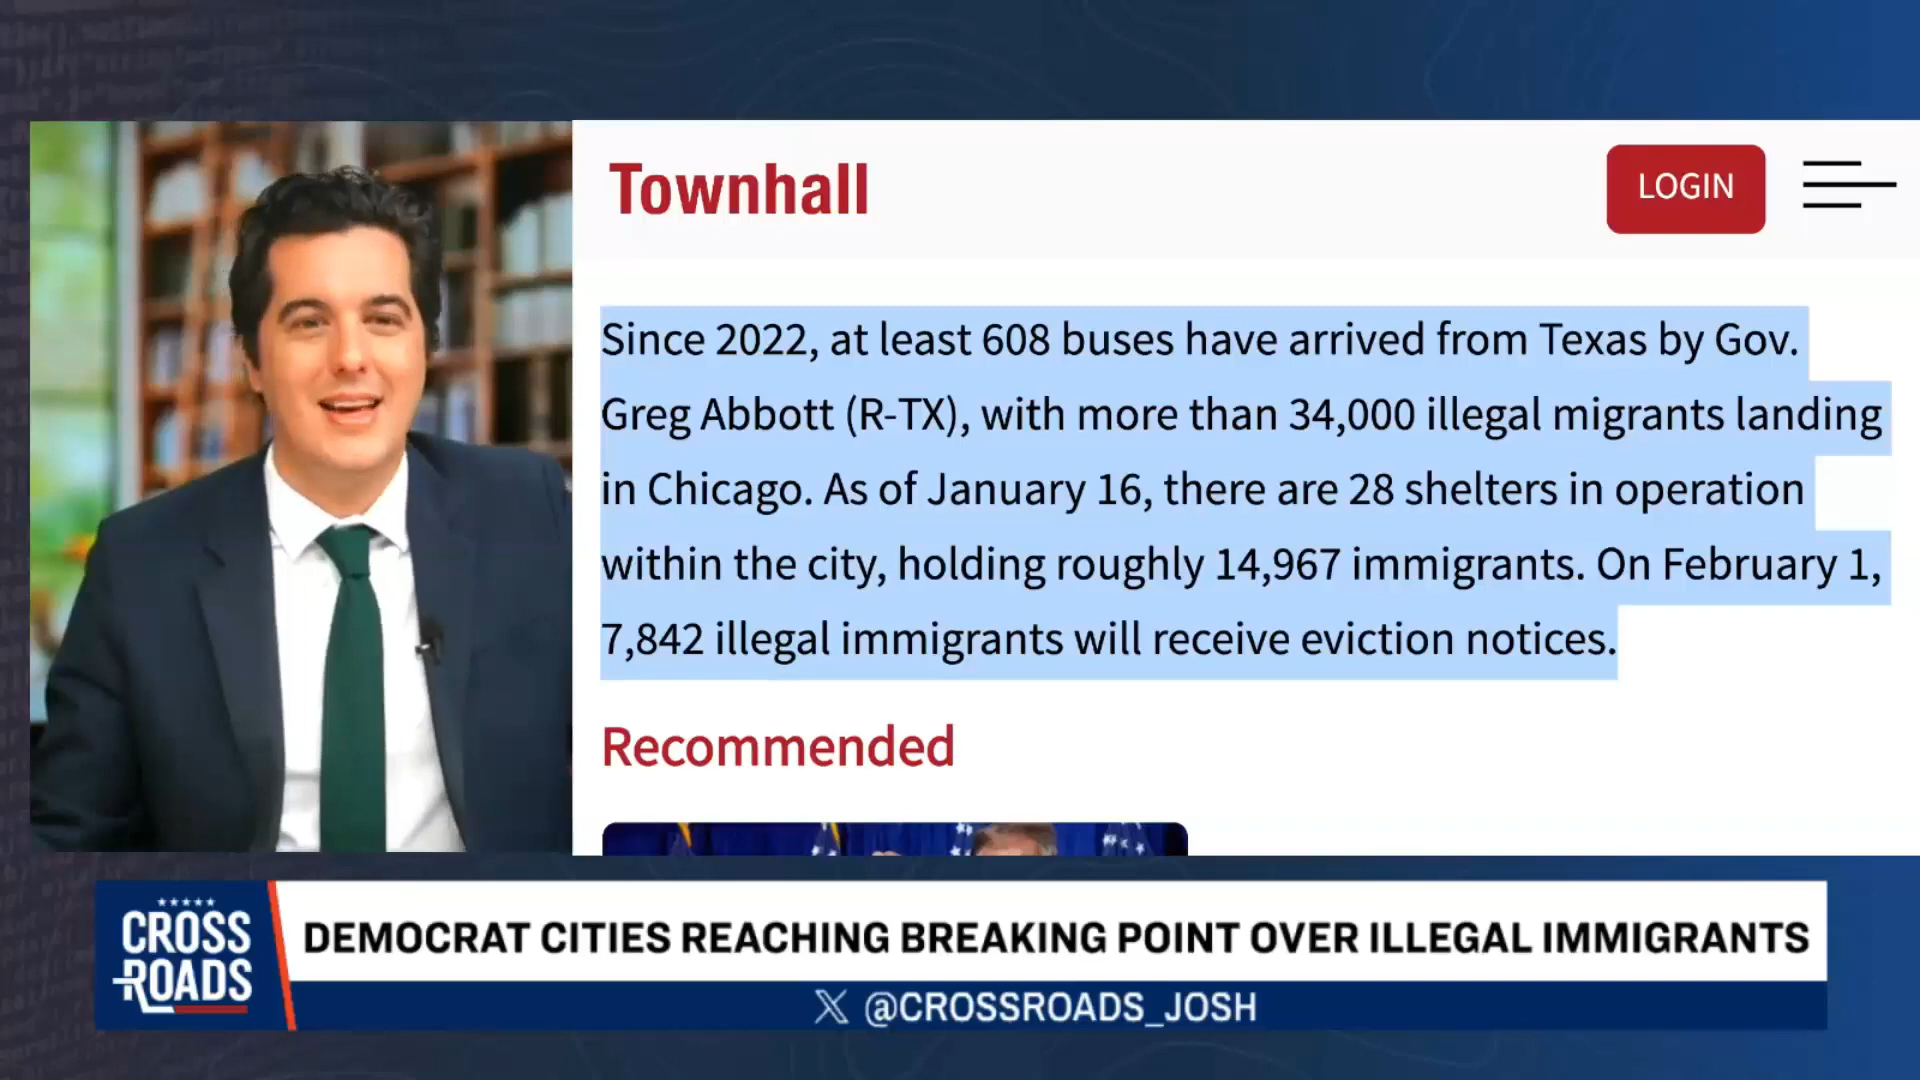 Townhall
LOGIN
Since 2022, at least 608 buses have arrived from Texas by Gov.
Greg Abbott (R-TX), with more than 34,000 illegal migrants landing
in Chicago. As of January 16, there are 28 shelters in operation
within the city, holding roughly 14,967 immigrants. On February 1,
7,842 illegal immigrants will receive eviction notices.
Recommended
CROSS
ROADS
DEMOCRAT CITIES REACHING BREAKING POINT OVER ILLEGAL IMMIGRANTS
X @CROSSROADS_JOSH